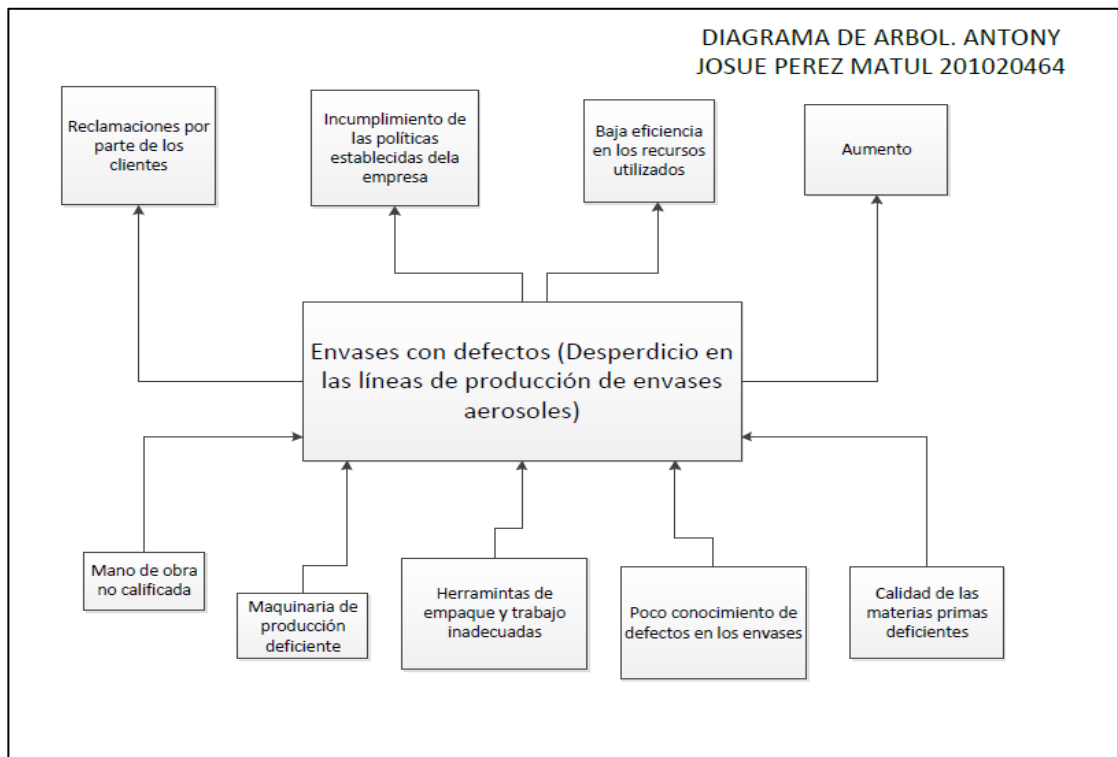 DIAGRAMA DE ARBOL. ANTONY
JOSUE PEREZ MATUL 201020464
Reclamaciones por
parte de los
clientes
Incumplimiento de
las políticas
establecidas dela
empresa
Baja eficiencia
en los recursos
utilizados
Aumento
Envases con defectos (Desperdicio en
las líneas de producción de envases
aerosoles)
Mano de obra
no calificada
Maquinaria de
producción
deficiente
Herramintas de
empaque y trabajo
inadecuadas
Poco conocimiento de
defectos en los envases
Calidad de las
materias primas
deficientes